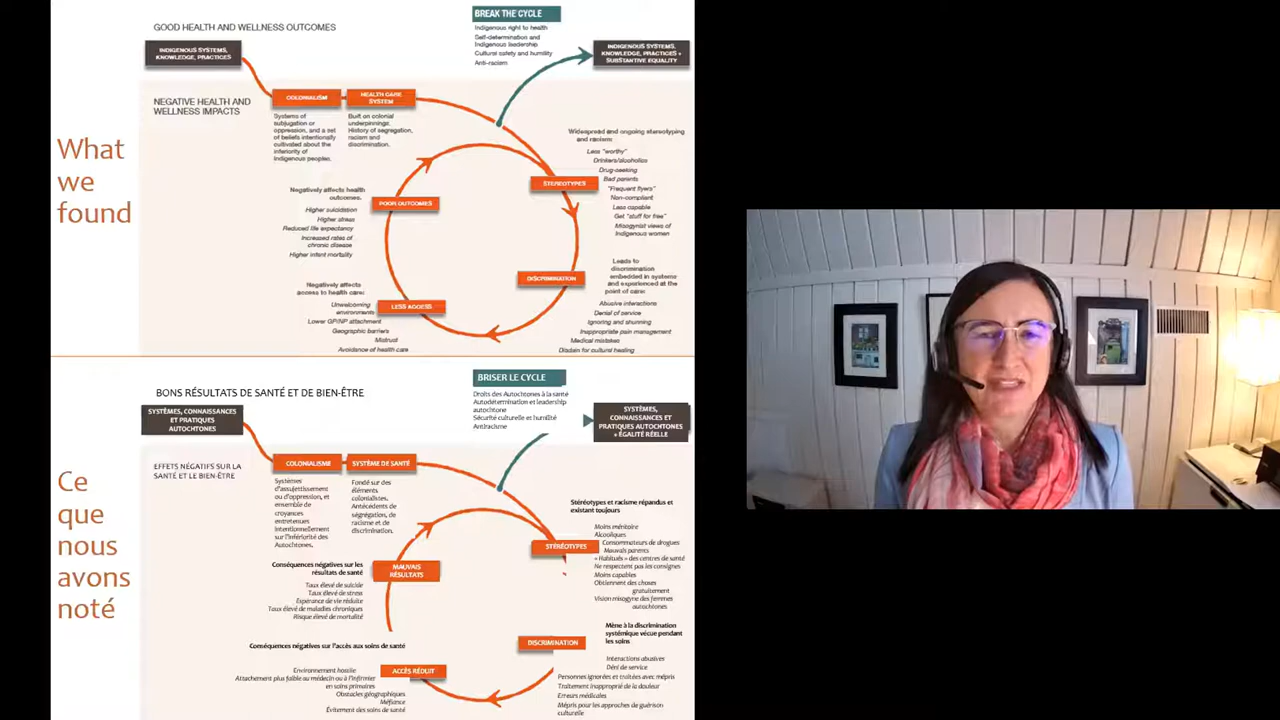 What
we
found
GOOD HEALTH AND WELLNESS OUTCOMES
INDIGENOUS SYSTEMS,
KNOWLEDGE, PRACTICES
BREAK THE CYCLE
Indigenous right to health
Self-determination and
Indigenous leadership
Cultural safety and humility
Anti-racism
INDIGENOUS SYSTEMS,
KNOWLEDGE, PRACTICES +
SUBSTANTIVE EQUALITY
NEGATIVE HEALTH AND
WELLNESS IMPACTS
COLONIALISM
Systems of
subjugation or
oppression, and a set
of beliefs intentionally
cultivated about the
inferiority of
Indigenous peoples.
HEALTH CARE
SYSTEM
Built on colonial
underpinnings.
History of segregation,
racism and
discrimination.
Widespread and ongoing stereotyping
and racism
Less "worthy"
Drinkers/alcoholics
Drug-seeking
Bad parents
"Frequent flyers"
Non-compliant
Less capable
Get "stuff for free"
Misogynist views of
Indigenous women
STEREOTYPES
Leads to
discrimination
embedded in systems
and experienced at the
point of care:
Abusive interactions
Denial of service
Ignoring and shunning
Inappropriate pain management
Medical mistakes
Disdain for cultural healing
DISCRIMINATION
Negatively affects
access to health care:
Unwelcoming
environments
Lower GP/NP attachment
Geographic barriers
Mistrust
Avoidance of health care
LESS ACCESS
Negatively affects health
outcomes.
Higher suicidation
Higher stress
Reduced life expectancy
Increased rates of
chronic disease
Higher intent mortality
POOR OUTCOMES
Ce
que
nous
avons
noté
BONS RÉSULTATS DE SANTÉ ET DE BIEN-ÊTRE
SYSTÈMES, CONNAISSANCES
ET PRATIQUES
AUTOCHTONES
BRISER LE CYCLE
Droits des Autochtones à la santé
Autodétermination et leadership
autochtone
Sécurité culturelle et humilité
Antiracisme
SYSTÈMES,
CONNAISSANCES ET
PRATIQUES AUTOCHTONES
+ ÉGALITÉ RÉELLE
EFFETS NÉGATIFS SUR LA
SANTÉ ET LE BIEN-ÊTRE
COLONIALISME
Systèmes
d'assujettissement
ou d'oppression, et
ensemble de
croyances
entretenues
intentionnellement
sur l'infériorité des
Autochtones.
SYSTÈME DE SANTÉ
Fondé sur des
éléments
colonialistes.
Antécédents de
ségrégation, de
racisme et de
discrimination.
Stéréotypes et racisme répandus et
existant toujours
Moins méritoire
Alcooliques
Consommateurs de drogues
Mauvais parents
« Habitués » des centres de santé
Ne respectent pas les consignes
Moins capables
Obtiennent des choses
gratuitement
Vision misogyne des femmes
autochtones
STÉRÉOTYPES
Mène à la discrimination
systémique vécue pendant
les soins
Interactions abusives
Déni de service
Personnes ignorées et traitées avec mépris
Traitement inapproprié de la douleur
Erreurs médicales
Mépris pour les approches de guérison
culturelle
DISCRIMINATION
Conséquences négatives sur l'accès aux soins de santé
Environnement hostile
Attachement plus faible au médecin ou à l'infirmier
en soins primaires
Obstacles géographiques
Méfiance
Évitement des soins de santé
ACCÈS RÉDUIT
Conséquences négatives sur les
résultats de santé
Taux élevé de suicide
Taux élevé de stress
Espérance de vie réduite
Taux élevé de maladies chroniques
Risque élevé de mortalité
MAUVAIS
RÉSULTATS